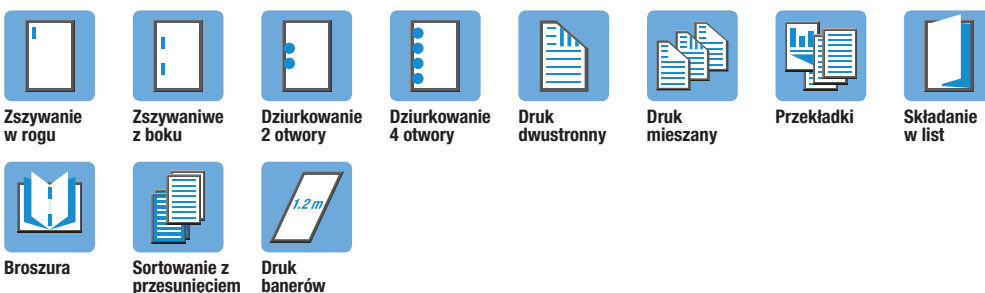 Zszywanie
w rogu
Zszywaniwe
z boku
Dziurkowanie
2 otwory
Dziurkowanie
4 otwory
Druk
dwustronny
Druk
mieszany
Przekładki
Składanie
w list
1.2 m
Broszura
Sortowanie z
przesunięciem
Druk
banerów